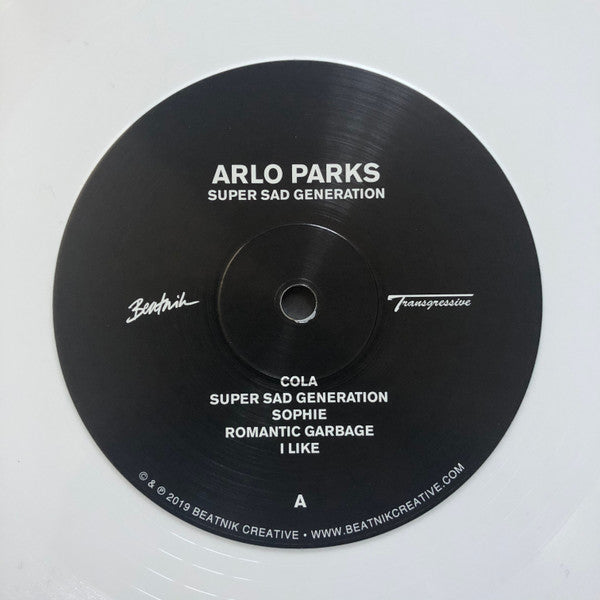 ARLO PARKS
SUPER SAD GENERATION
Beatnik
Transgressive
COLA
SUPER SAD GENERATION
SOPHIE
ROMANTIC GARBAGE
I LIKE
A
© & ℗ 2019 BEATNIK CREATIVE • WWW.BEATNIKCREATIVE.COM